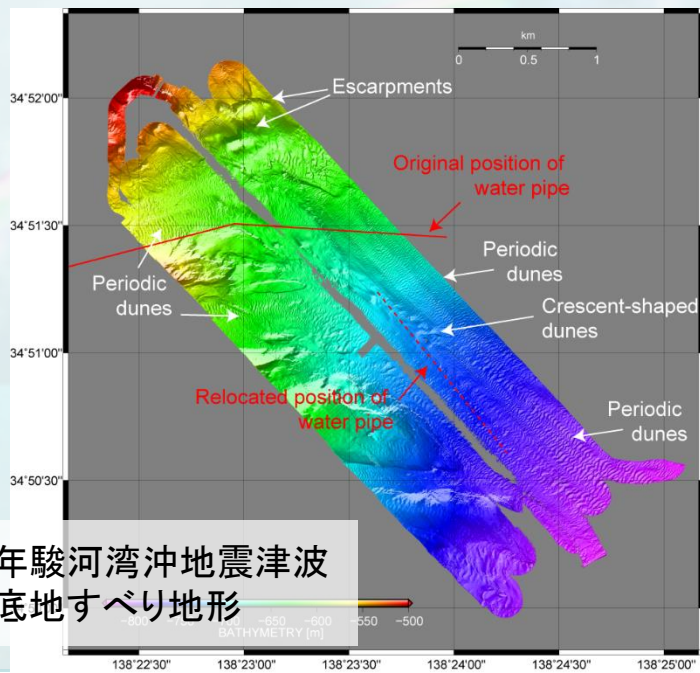 km
0 0.5 1
34°52'00"
Escarpments
Original position of
water pipe
34°51'30"
Periodic
dunes
Periodic
dunes
Crescent-shaped
dunes
34°51'00"
Relocated position of
water pipe
Periodic
dunes
34°50'30"
年駿河湾沖地震津波
底地すべり地形
−800 −650 −600 −550 −500
BATHYMETRY [m]
138°22'30" 138°23'00" 138°23'30" 138°24'00" 138°24'30" 138°25'00"